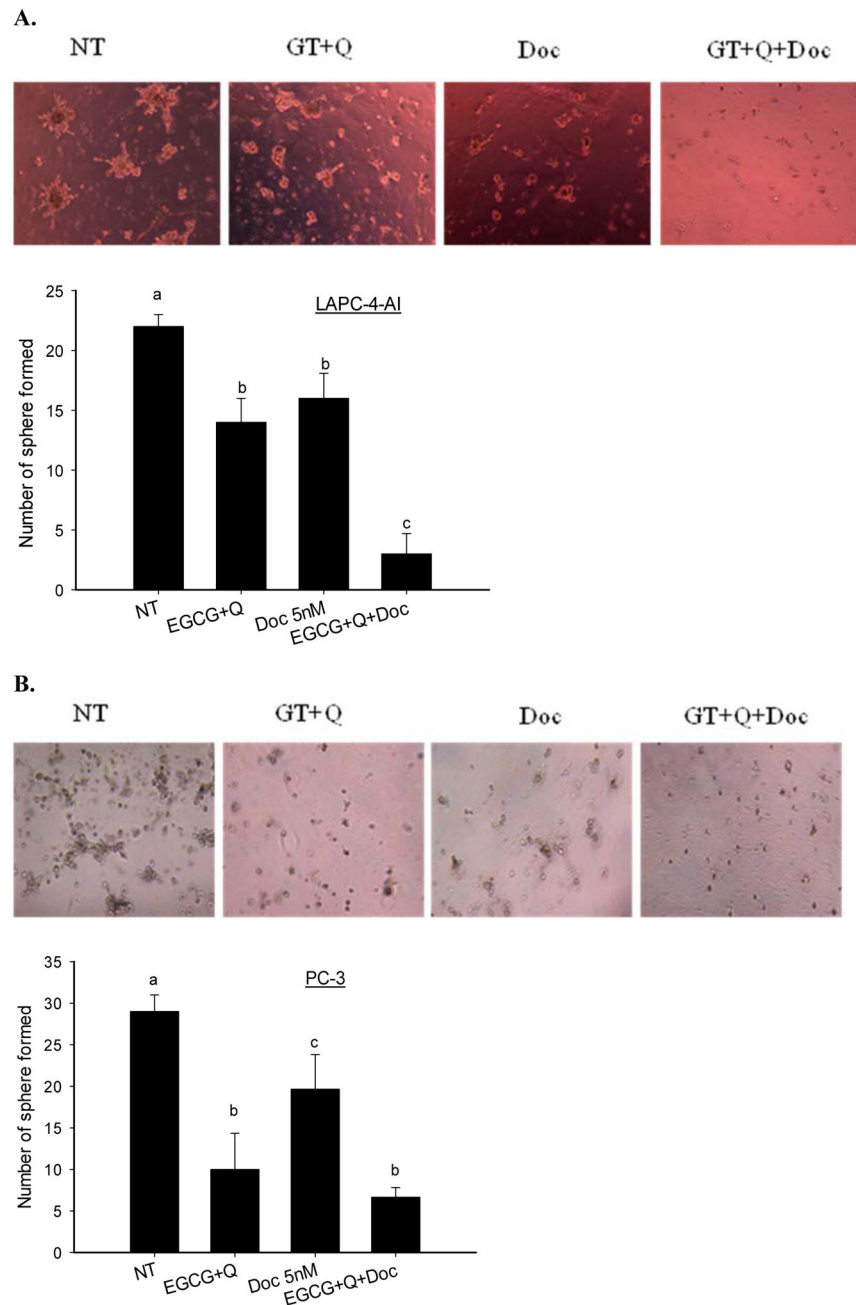 A.
NT GT+Q Doc GT+Q+Doc
LAPC-4-AI
Number of sphere formed
25
20
15
10
5
0
a
b
b
c
NT EGCG+Q Doc 5nM EGCG+Q+Doc
B.
NT GT+Q Doc GT+Q+Doc
PC-3
Number of sphere formed
35
30
25
20
15
10
5
0
a
b
c
b
NT EGCG+Q Doc 5nM EGCG+Q+Doc